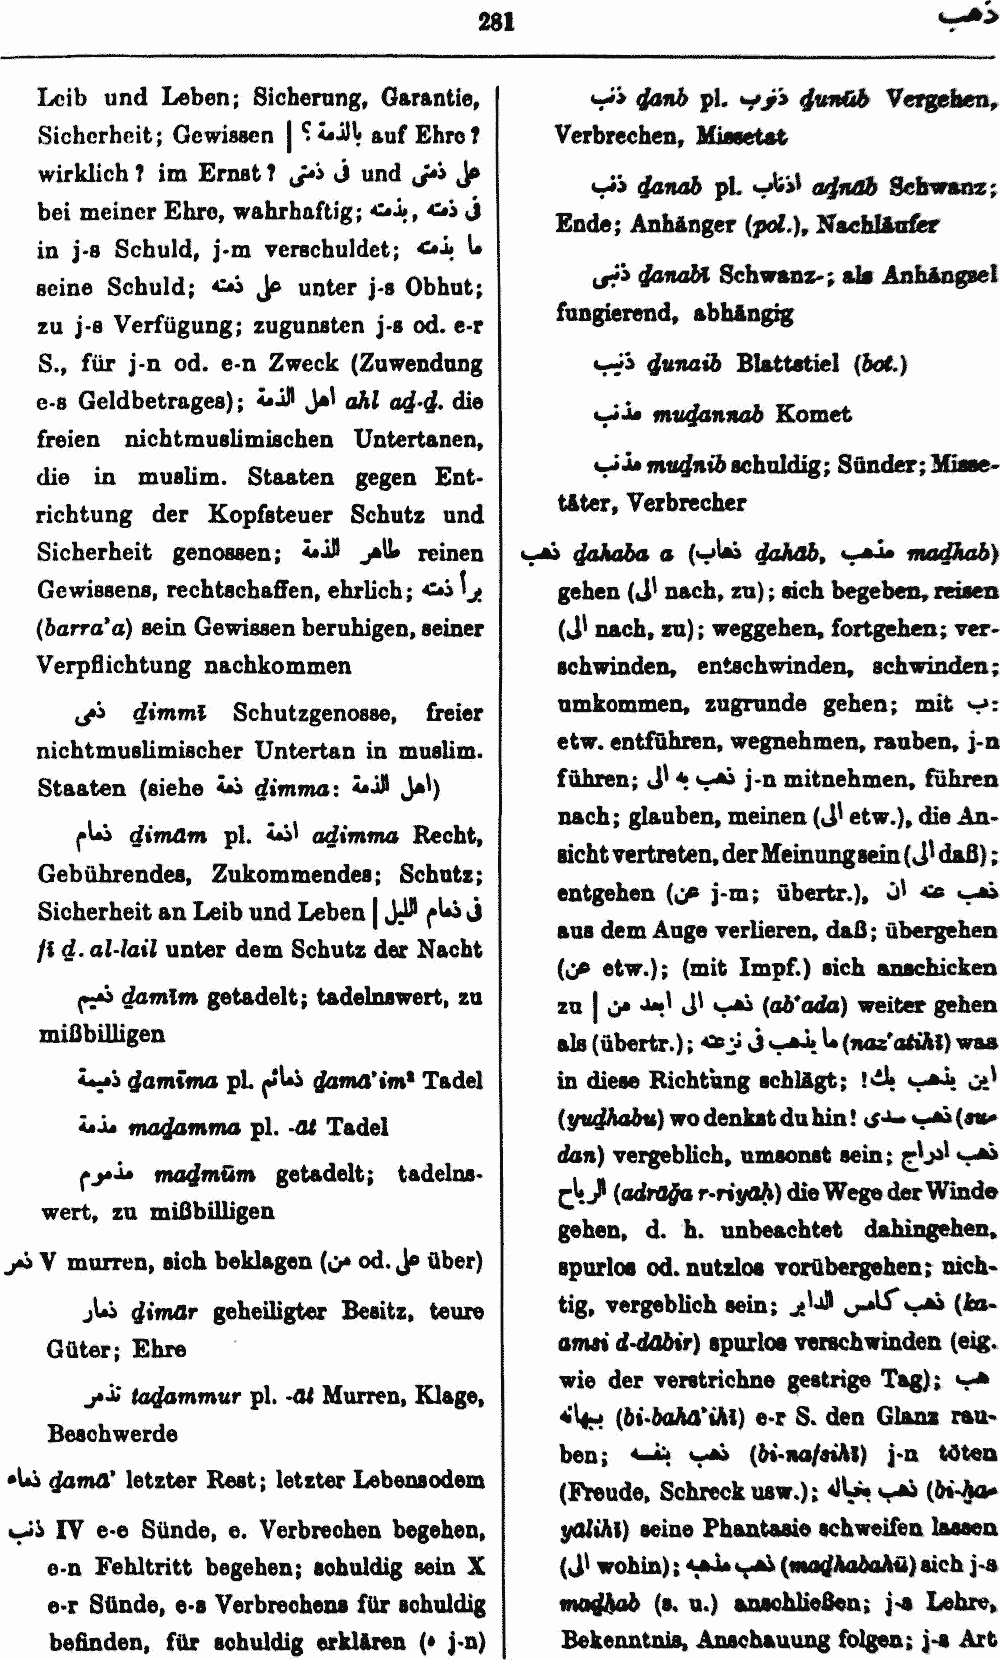 281
ذهب
Leib und Leben; Sicherung, Garantie,
Sicherheit; Gewissen | بالذمة ؟ auf Ehre?
wirklich? im Ernst? فى ذمتى und على ذمتى
bei meiner Ehre, wahrhaftig; بذمته, فى ذمته
in j-s Schuld, j-m verschuldet; ما بذمته
seine Schuld; على ذمته unter j-s Obhut;
zu j-s Verfügung; zugunsten j-s od. e-r
S., für j-n od. e-n Zweck (Zuwendung
e-s Geldbetrages); اهل الذمة ahl aḏ-ḏ. die
freien nichtmuslimischen Untertanen,
die in muslim. Staaten gegen Ent-
richtung der Kopfsteuer Schutz und
Sicherheit genossen; طاهر الذمة reinen
Gewissens, rechtschaffen, ehrlich; برأ ذمته
(barra'a) sein Gewissen beruhigen, seiner
Verpflichtung nachkommen
ذمى ḏimmī Schutzgenosse, freier
nichtmuslimischer Untertan in muslim.
Staaten (siehe ذمة ḏimma: اهل الذمة)
ذمام ḏimām pl. اذمة aḏimma Recht,
Gebührendes, Zukommendes; Schutz;
Sicherheit an Leib und Leben | فى ذمام الليل
fī ḏ. al-lail unter dem Schutz der Nacht
ذميم ḏamīm getadelt; tadelnswert, zu
mißbilligen
ذميمة ḏamīma pl. ذمائم ḏamā'im² Tadel
مذمة maḏamma pl. -āt Tadel
مذموم maḏmūm getadelt; tadelns-
wert, zu mißbilligen
ذمر V murren, sich beklagen (من od. على über)
ذمار ḏimār geheiligter Besitz, teure
Güter; Ehre
تذمر taḏammur pl. -āt Murren, Klage,
Beschwerde
ذماء ḏamā' letzter Rest; letzter Lebensodem
ذنب IV e-e Sünde, e. Verbrechen begehen,
e-n Fehltritt begehen; schuldig sein X
e-r Sünde, e-s Verbrechens für schuldig
befinden, für schuldig erklären (ه j-n)
ذنب ḏanb pl. ذنوب ḏunūb Vergehen,
Verbrechen, Missetat
ذنب ḏanab pl. اذناب aḏnāb Schwanz;
Ende; Anhänger (pol.), Nachläufer
ذنبى ḏanabī Schwanz-; als Anhängsel
fungierend, abhängig
ذنيب ḏunaib Blattstiel (bot.)
مذنب muḏannab Komet
مذنب muḏnib schuldig; Sünder; Misse-
täter, Verbrecher
ذهب ḏahaba a (ذهاب ḏahāb, مذهب maḏhab)
gehen (الى nach, zu); sich begeben, reisen
(الى nach, zu); weggehen, fortgehen; ver-
schwinden, entschwinden, schwinden;
umkommen, zugrunde gehen; mit ب:
etw. entführen, wegnehmen, rauben, j-n
führen; ذهب به الى j-n mitnehmen, führen
nach; glauben, meinen (الى etw.), die An-
sicht vertreten, der Meinung sein (الى daß);
entgehen (عن j-m; übertr.), ذهب عنه ان
aus dem Auge verlieren, daß; übergehen
(عن etw.); (mit Impf.) sich anschicken
zu | ذهب الى ابعد من (ab'ada) weiter gehen
als (übertr.); ما يذهب فى نزعته (naz'atihī) was
in diese Richtung schlägt; اين يذهب بك!
(yuḏhabu) wo denkst du hin! ذهب سدى (su-
dan) vergeblich, umsonst sein; ذهب ادراج
الرياح (adrāǧa r-riyāḥ) die Wege der Winde
gehen, d. h. unbeachtet dahingehen,
spurlos od. nutzlos vorübergehen; nich-
tig, vergeblich sein; ذهب كامس الدابر (ka-
amsi d-dābir) spurlos verschwinden (eig.
wie der verstrichne gestrige Tag); ذهب
ببهائه (bi-bahā'ihī) e-r S. den Glanz rau-
ben; ذهب بنفسه (bi-nafsihī) j-n töten
(Freude, Schreck usw.); ذهب بخياله (bi-ḫa-
yālihī) seine Phantasie schweifen lassen
(الى wohin); ذهب مذهبه (maḏhabahū) sich j-s
maḏhab (s. u.) anschließen; j-s Lehre,
Bekenntnis, Anschauung folgen; j-s Art